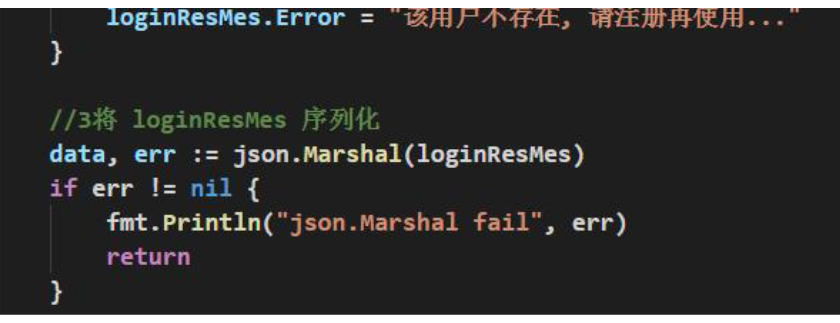 loginResMes.Error = "该用户不存在, 请注册再使用..."
}
//3将 loginResMes 序列化
data, err := json.Marshal(loginResMes)
if err != nil {
fmt.Println("json.Marshal fail", err)
return
}